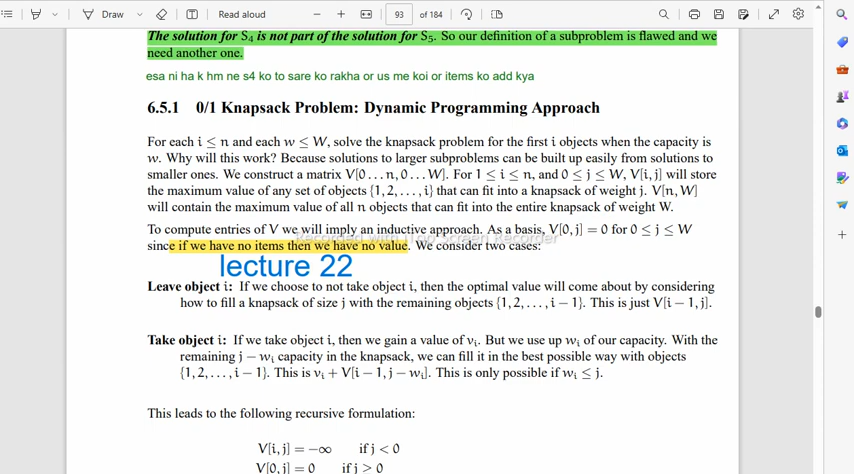 Draw
Read aloud
93 of 184
The solution for S4 is not part of the solution for S5. So our definition of a subproblem is flawed and we
need another one.
esa ni ha k hm ne s4 ko to sare ko rakha or us me koi or items ko add kya
6.5.1 0/1 Knapsack Problem: Dynamic Programming Approach
For each i ≤ n and each w ≤ W, solve the knapsack problem for the first i objects when the capacity is
w. Why will this work? Because solutions to larger subproblems can be built up easily from solutions to
smaller ones. We construct a matrix V[0 . . . n, 0 . . . W]. For 1 ≤ i ≤ n, and 0 ≤ j ≤ W, V[i, j] will store
the maximum value of any set of objects {1, 2, . . . , i} that can fit into a knapsack of weight j. V[n, W]
will contain the maximum value of all n objects that can fit into the entire knapsack of weight W.
To compute entries of V we will imply an inductive approach. As a basis, V[0, j] = 0 for 0 ≤ j ≤ W
Recorded with iTop Screen Recorder
since if we have no items then we have no value. We consider two cases:
lecture 22
Leave object i: If we choose to not take object i, then the optimal value will come about by considering
how to fill a knapsack of size j with the remaining objects {1, 2, . . . , i − 1}. This is just V[i − 1, j].
Take object i: If we take object i, then we gain a value of vi. But we use up wi of our capacity. With the
remaining j − wi capacity in the knapsack, we can fill it in the best possible way with objects
{1, 2, . . . , i − 1}. This is vi + V[i − 1, j − wi]. This is only possible if wi ≤ j.
This leads to the following recursive formulation:
V[i, j] = −∞ if j < 0
V[0, j] = 0 if j ≥ 0